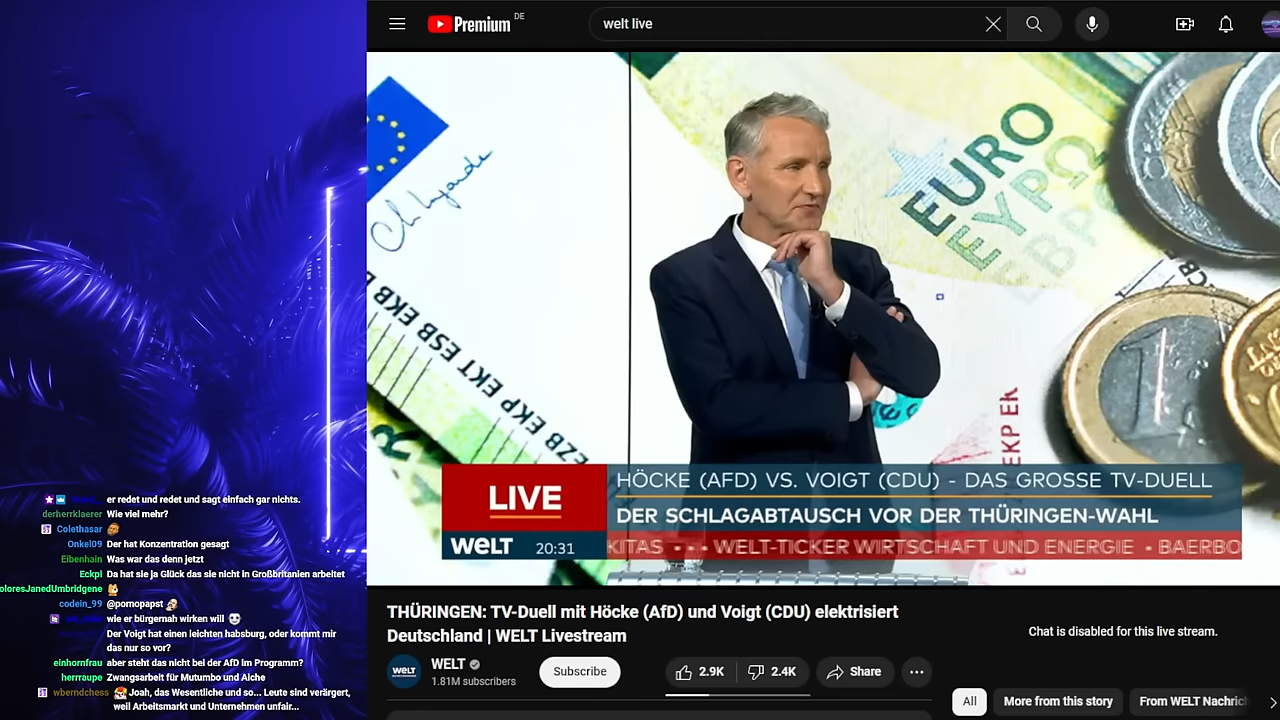 Premium DE
welt live
EURO
ΕΥΡΩ
EZB EKP EKT ESB EKB
EKP EK
LIVE
HÖCKE (AFD) VS. VOIGT (CDU) - DAS GROSSE TV-DUELL
DER SCHLAGABTAUSCH VOR DER THÜRINGEN-WAHL
WELT 20:31
KITAS • • • WELT-TICKER WIRTSCHAFT UND ENERGIE • BAERBO
er redet und redet und sagt einfach gar nichts.
derherrklaerer Wie viel mehr?
Colethasar
Onkel09 Der hat Konzentration gesagt
Eibenhain Was war das denn jetzt
Eckpl Da hat sie ja Glück das sie nicht in Großbritanien arbeitet
oloresJanedUmbridgene
codein_99 @pornopapst
wie er bürgernah wirken will
Der Voigt hat einen leichten habsburg, oder kommt mir
das nur so vor?
einhornfrau aber steht das nicht bei der AfD im Programm?
herrraupe Zwangsarbeit für Mutumbo und Aiche
wberndchess Joah, das Wesentliche und so... Leute sind verärgert,
weil Arbeitsmarkt und Unternehmen unfair...
THÜRINGEN: TV-Duell mit Höcke (AfD) und Voigt (CDU) elektrisiert
Deutschland | WELT Livestream
welt
WELT
1.81M subscribers
Subscribe
2.9K
2.4K
Share
Chat is disabled for this live stream.
All
More from this story
From WELT Nachric